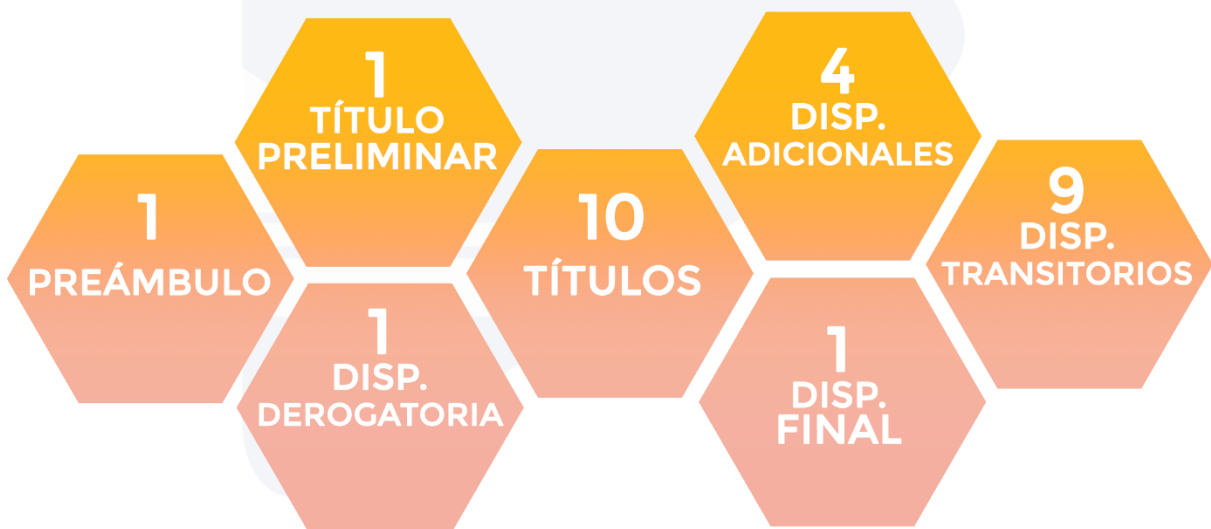 1
TÍTULO
PRELIMINAR
4
DISP.
ADICIONALES
1
PREÁMBULO
10
TÍTULOS
9
DISP.
TRANSITORIOS
1
DISP.
DEROGATORIA
1
DISP.
FINAL